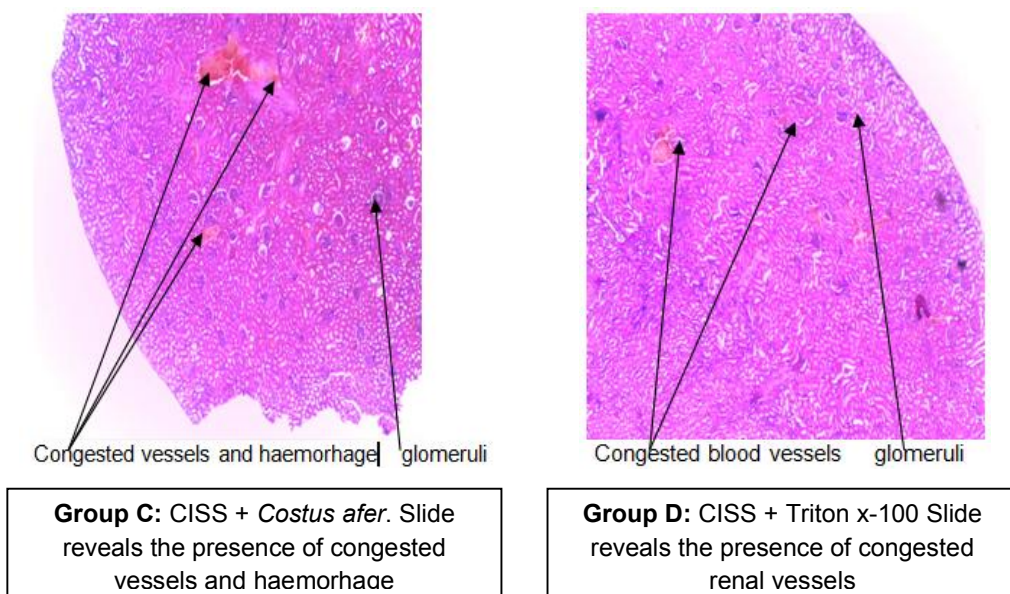 Congested vessels and haemorhage glomeruli
Congested blood vessels glomeruli
Group C: CISS + Costus afer. Slide
reveals the presence of congested
vessels and haemorhage
Group D: CISS + Triton x-100 Slide
reveals the presence of congested
renal vessels